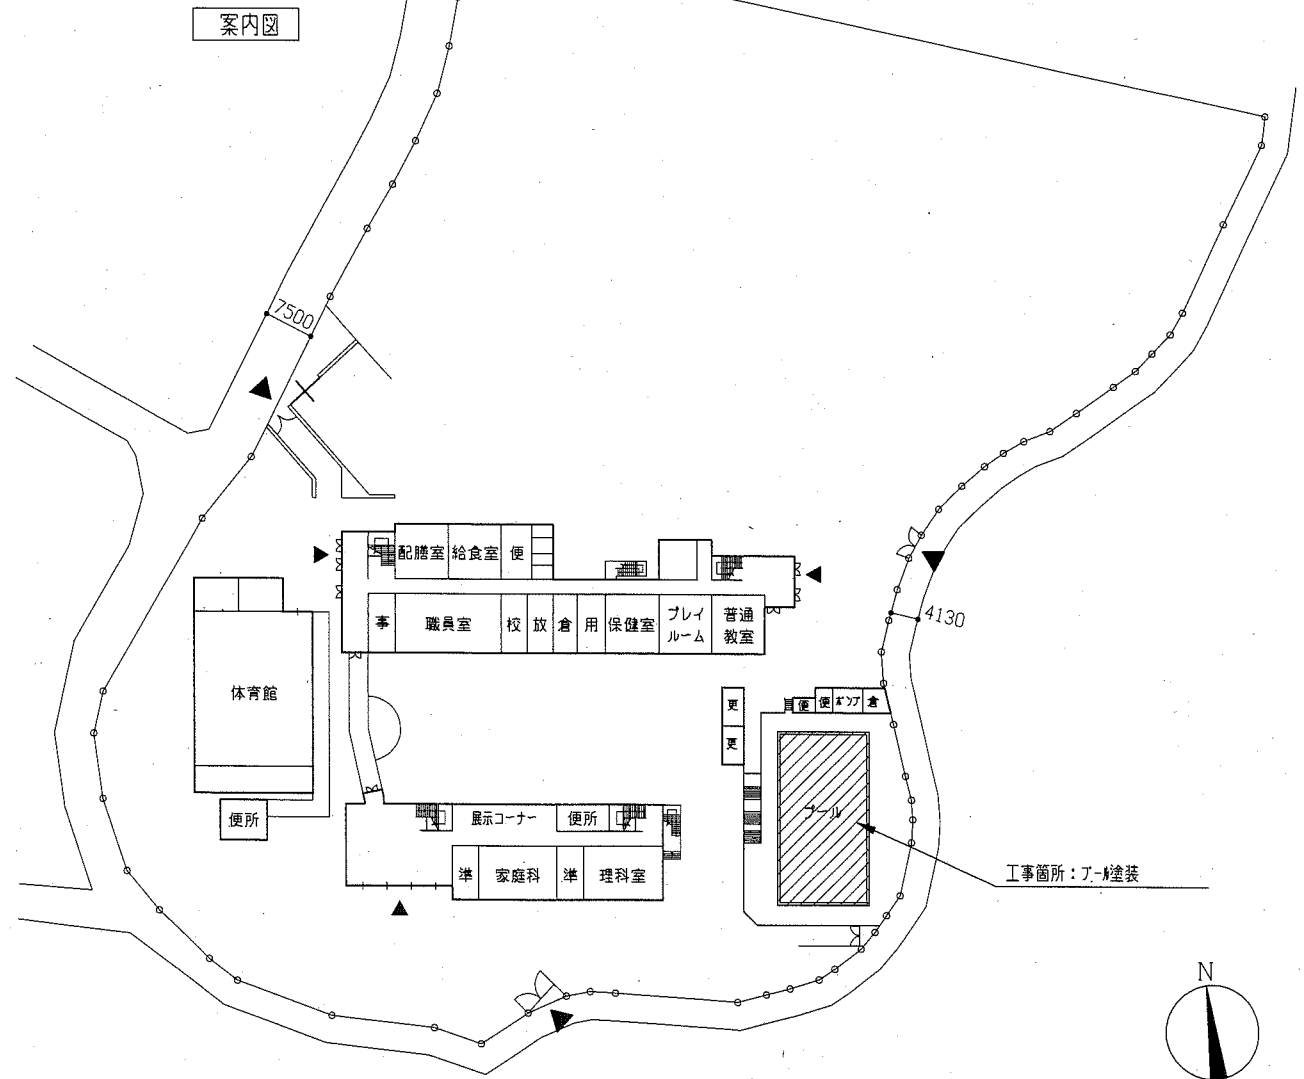 案内図
7500
配膳室 給食室 便
事 職員室 校 放 倉 用 保健室 プレイ
ルーム 普通
教室
4130
体育館
更
更
便 便 ポンプ 倉
プール
便所
展示コーナー 便所
準 家庭科 準 理科室
工事箇所：プール塗装
N